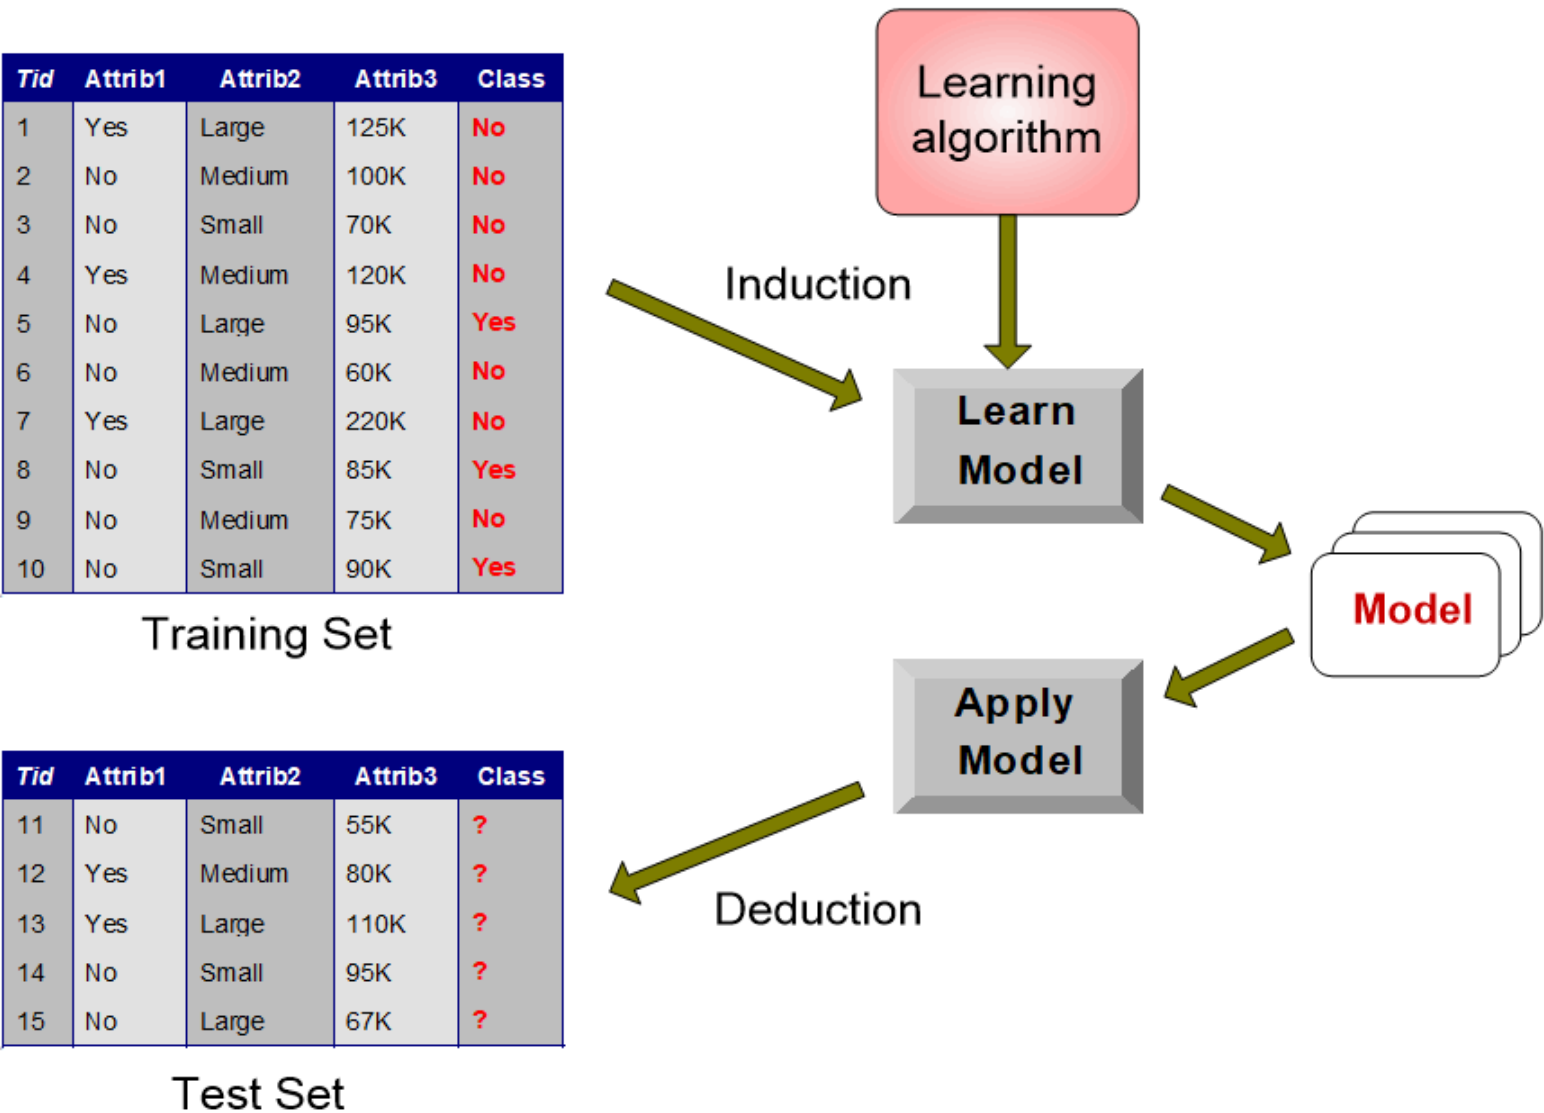 Tid Attrib1 Attrib2 Attrib3 Class
1 Yes Large 125K No
2 No Medium 100K No
3 No Small 70K No
4 Yes Medium 120K No
5 No Large 95K Yes
6 No Medium 60K No
7 Yes Large 220K No
8 No Small 85K Yes
9 No Medium 75K No
10 No Small 90K Yes
Training Set
Learning
algorithm
Induction
Learn
Model
Model
Apply
Model
Deduction
Tid Attrib1 Attrib2 Attrib3 Class
11 No Small 55K ?
12 Yes Medium 80K ?
13 Yes Large 110K ?
14 No Small 95K ?
15 No Large 67K ?
Test Set